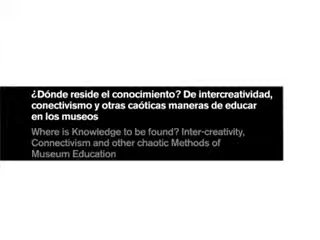 ¿Dónde reside el conocimiento? De intercreatividad,
conectivismo y otras caóticas maneras de educar
en los museos
Where is Knowledge to be found? Inter-creativity,
Connectivism and other chaotic Methods of
Museum Education